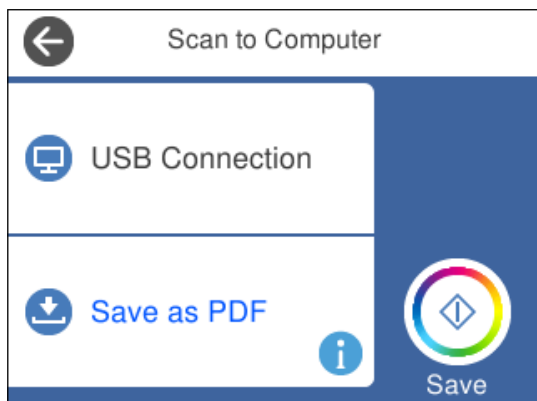 Scan to Computer
USB Connection
Save as PDF
i
Save